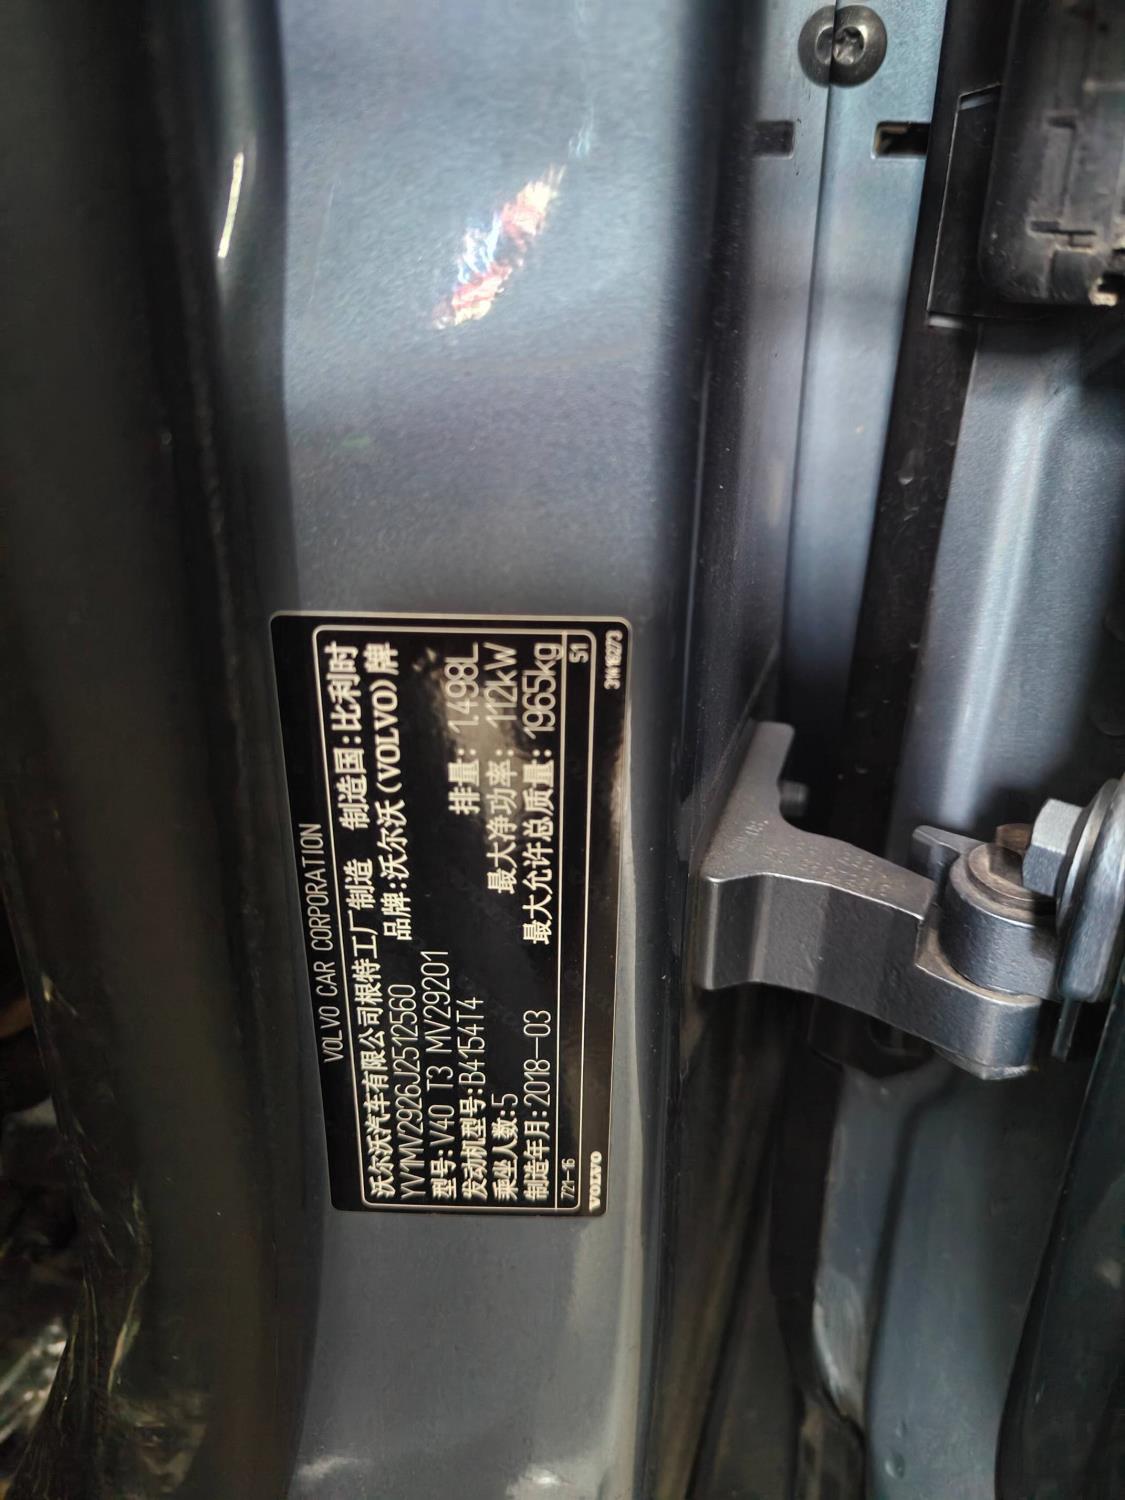 VOLVO CAR CORPORATION
沃尔沃汽车有限公司根特工厂制造 制造国:比利时
YV1MV2926J2512560 品牌:沃尔沃(VOLVO)牌
型号:V40 T3 MV29201
发动机型号:B4154T4 排量: 1.498L
乘坐人数:5 最大净功率: 112kW
制造年月:2018-03 最大允许总质量: 1965kg
721-16 51
VOLVO